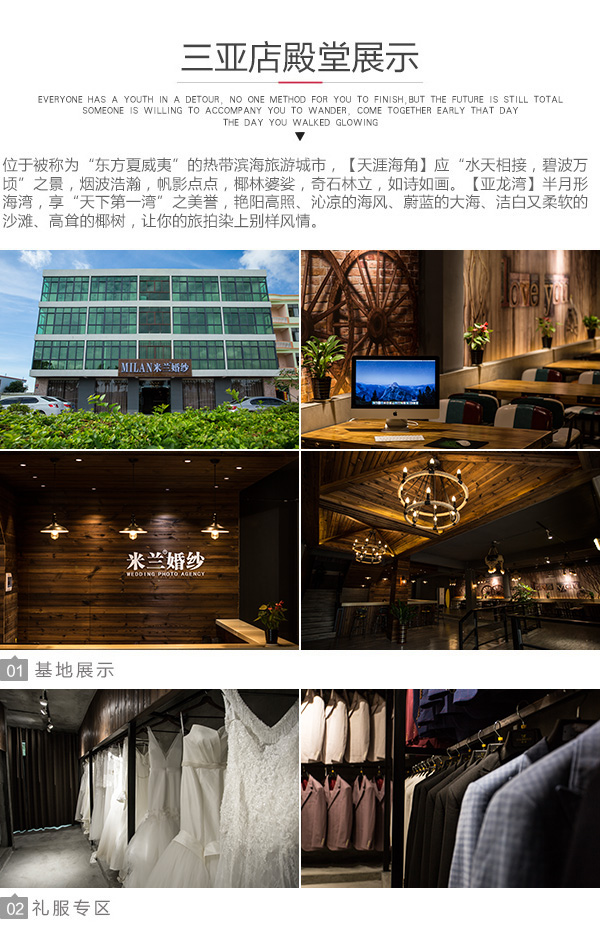 三亚店殿堂展示
EVERYONE HAS A YOUTH IN A DETOUR, NO ONE METHOD FOR YOU TO FINISH,BUT THE FUTURE IS STILL TOTAL
SOMEONE IS WILLING TO ACCOMPANY YOU TO WANDER, COME TOGETHER EARLY THAT DAY
THE DAY YOU WALKED GLOWING
位于被称为“东方夏威夷”的热带滨海旅游城市，【天涯海角】应“水天相接，碧波万
顷”之景，烟波浩瀚，帆影点点，椰林婆娑，奇石林立，如诗如画。【亚龙湾】半月形
海湾，享“天下第一湾”之美誉，艳阳高照、沁凉的海风、蔚蓝的大海、洁白又柔软的
沙滩、高耸的椰树，让你的旅拍染上别样风情。
MILAN米兰婚纱
love you
米兰®婚纱
WEDDING PHOTO AGENCY
01 基地展示
02 礼服专区